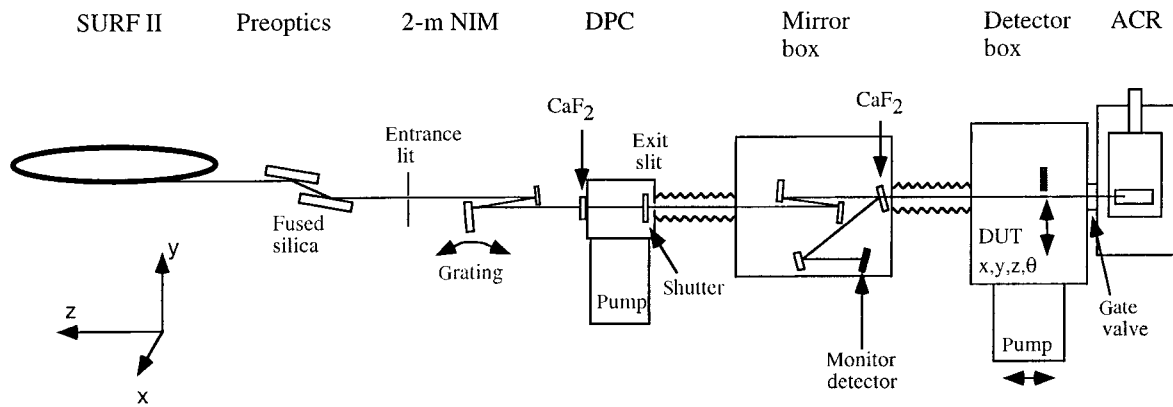 SURF II
Preoptics
2-m NIM
DPC
Mirror
box
Detector
box
ACR
CaF2
CaF2
Entrance
lit
Exit
slit
Fused
silica
Grating
Shutter
Pump
Monitor
detector
DUT
x,y,z,θ
Gate
valve
Pump
y
z
x